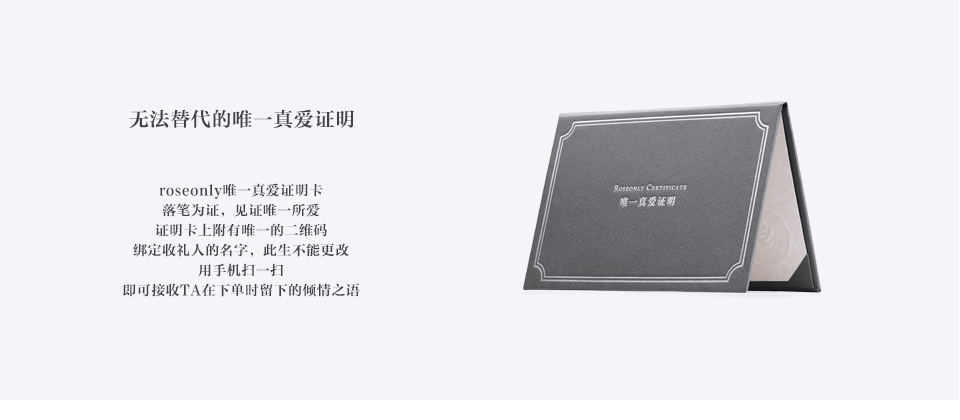 无法替代的唯一真爱证明
roseonly唯一真爱证明卡
落笔为证，见证唯一所爱
证明卡上附有唯一的二维码
绑定收礼人的名字，此生不能更改
用手机扫一扫
即可接收TA在下单时留下的倾情之语
ROSEONLY CERTIFICATE
唯一真爱证明